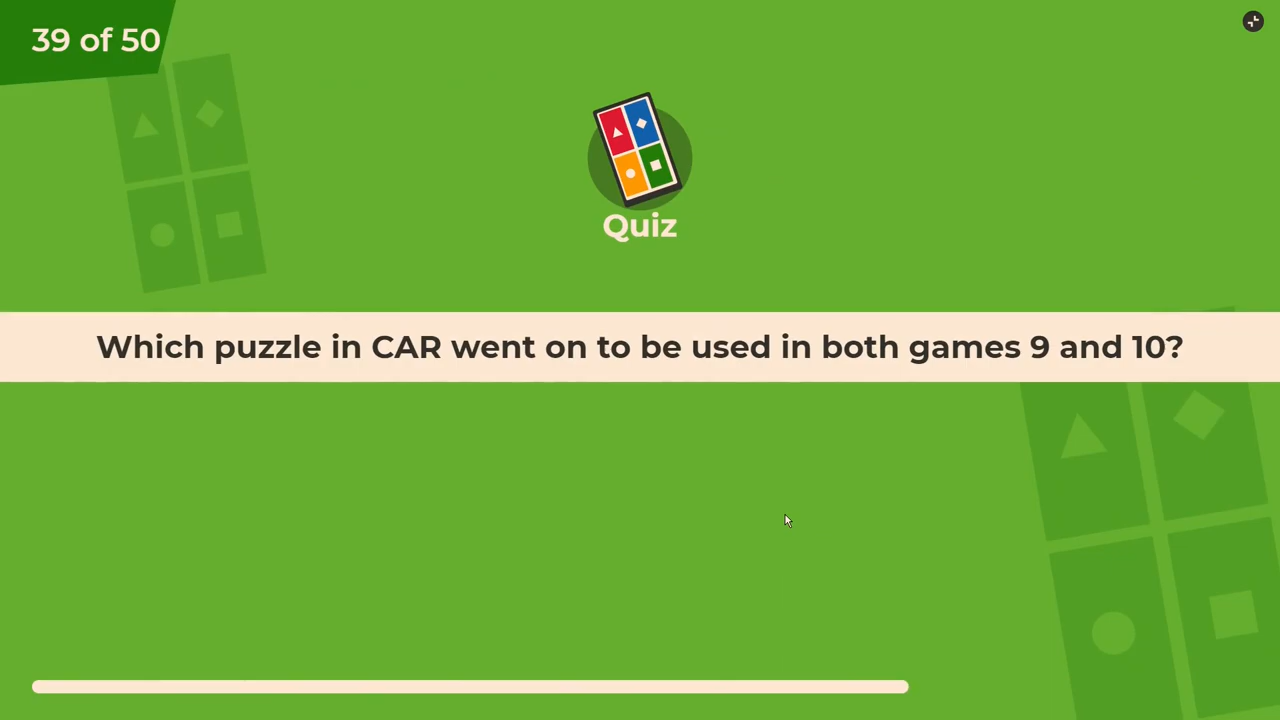 39 of 50
Quiz
Which puzzle in CAR went on to be used in both games 9 and 10?